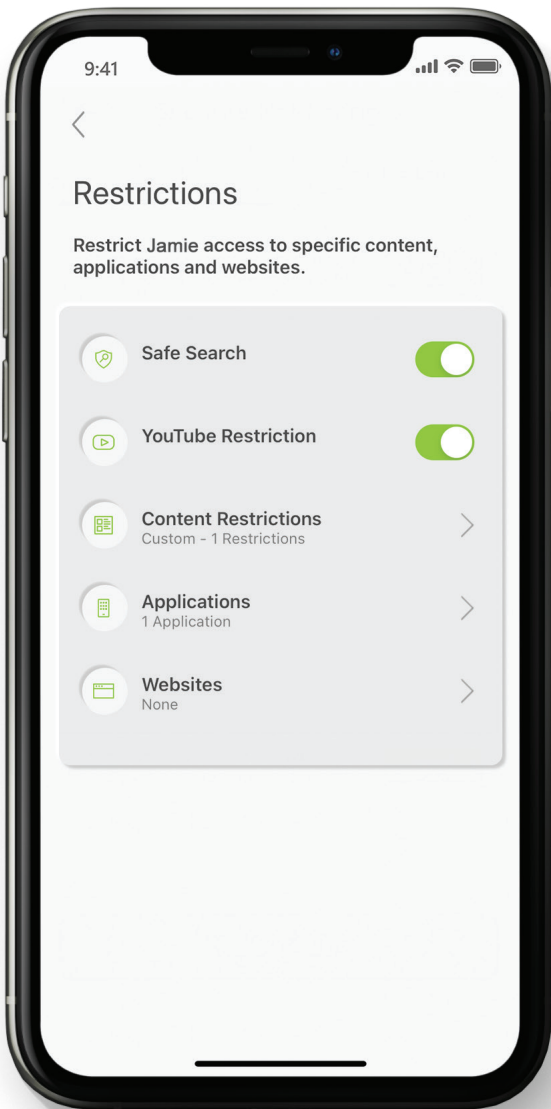 9:41
Restrictions
Restrict Jamie access to specific content,
applications and websites.
Safe Search
YouTube Restriction
Content Restrictions
Custom - 1 Restrictions
Applications
1 Application
Websites
None